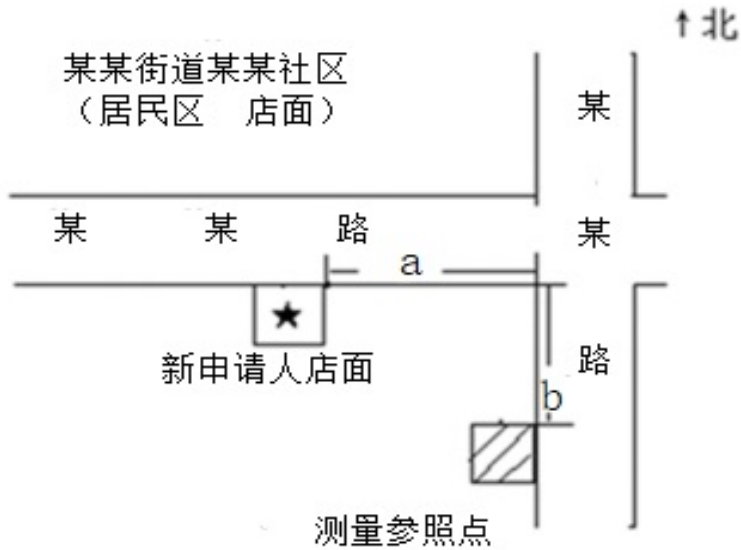 ↑北
某某街道某某社区
（居民区　店面）
某
某 某 路
某
a
★
新申请人店面
路
b
测量参照点